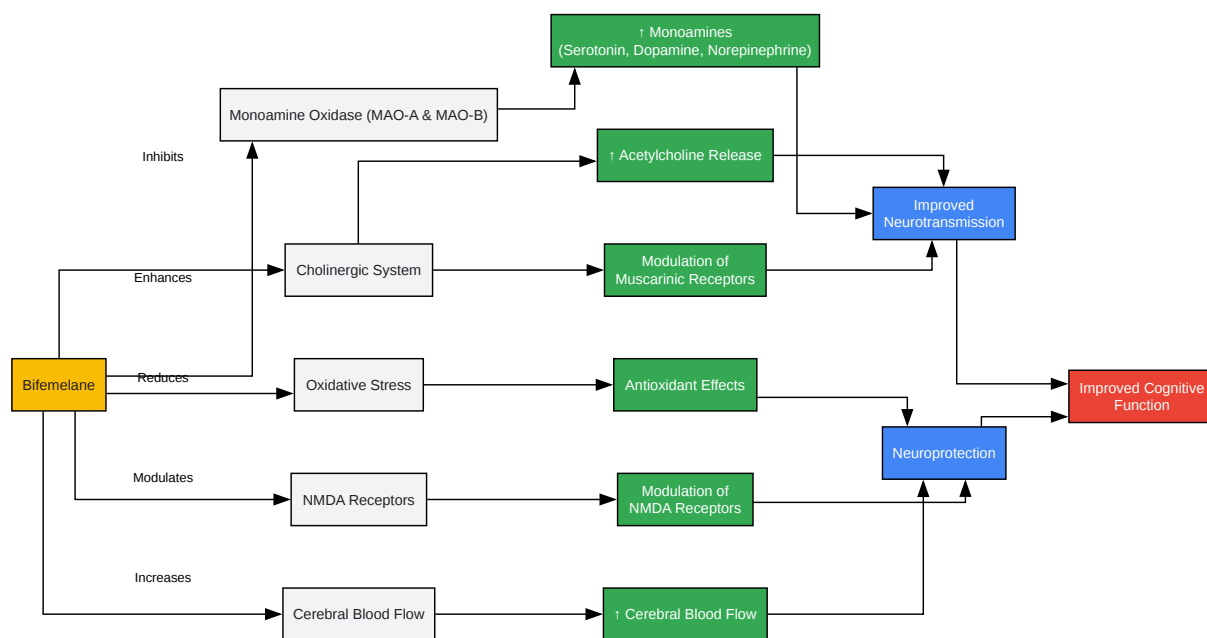 ↑ Monoamines
(Serotonin, Dopamine, Norepinephrine)
Monoamine Oxidase (MAO-A & MAO-B)
Inhibits
↑ Acetylcholine Release
Improved
Neurotransmission
Enhances
Cholinergic System
Modulation of
Muscarinic Receptors
Bifemelane
Reduces
Oxidative Stress
Antioxidant Effects
Improved Cognitive
Function
Neuroprotection
Modulates
NMDA Receptors
Modulation of
NMDA Receptors
Increases
Cerebral Blood Flow
↑ Cerebral Blood Flow